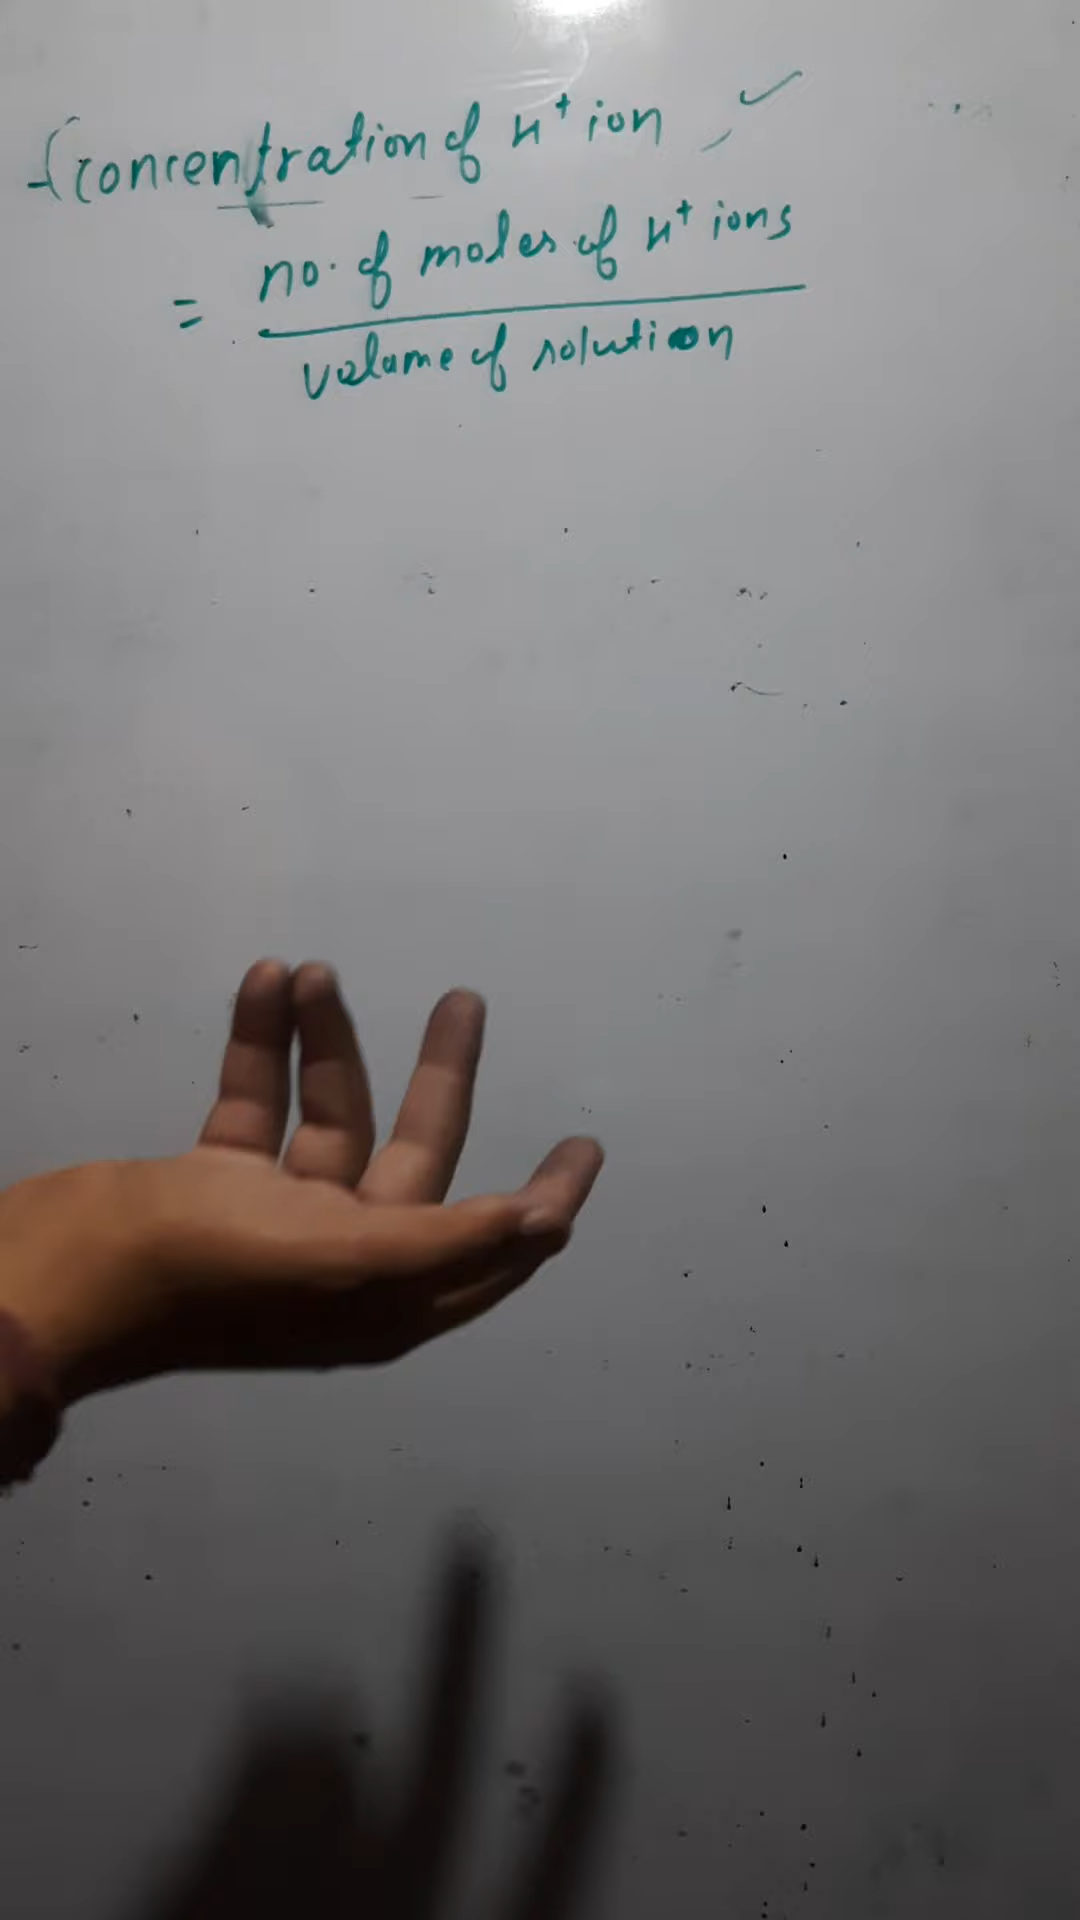 concentration of H⁺ ion
= no. of moles of H⁺ ions
volume of solution